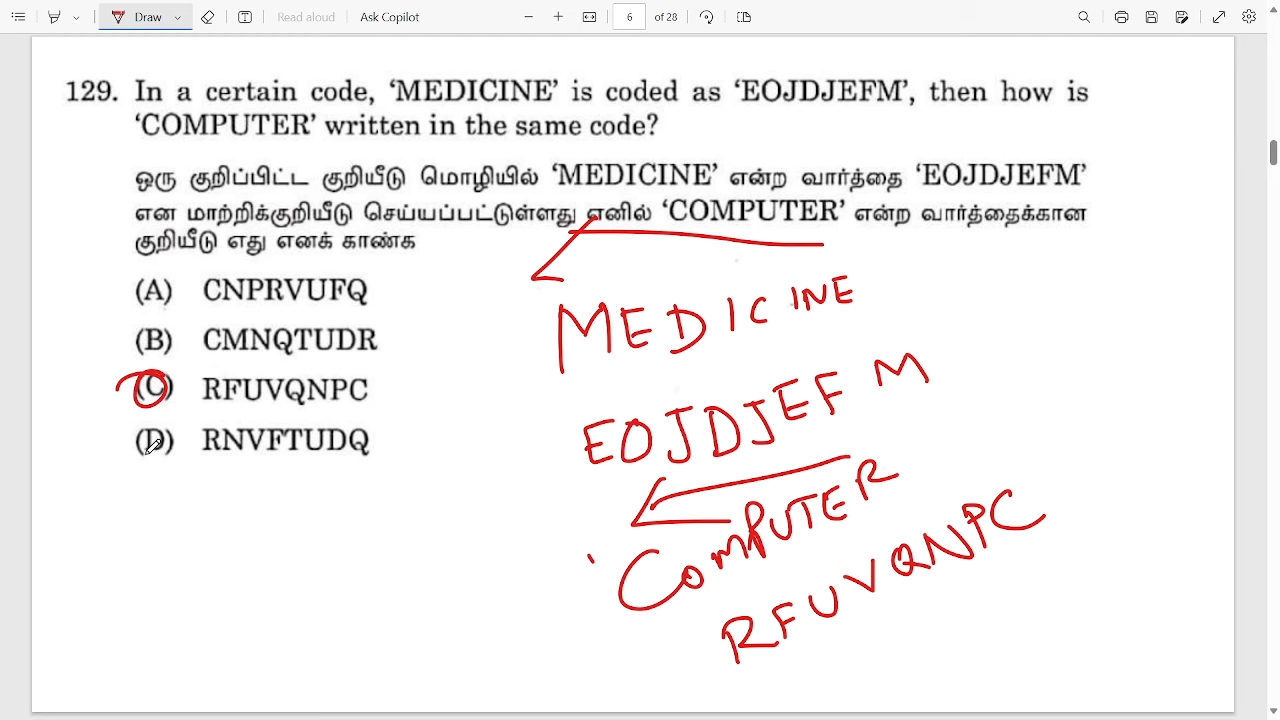 Draw
Read aloud
Ask Copilot
6
of 28
129. In a certain code, ‘MEDICINE’ is coded as ‘EOJDJEFM’, then how is
‘COMPUTER’ written in the same code?
ஒரு குறிப்பிட்ட குறியீடு மொழியில் ‘MEDICINE’ என்ற வார்த்தை ‘EOJDJEFM’
என மாற்றிக்குறியீடு செய்யப்பட்டுள்ளது எனில் ‘COMPUTER’ என்ற வார்த்தைக்கான
குறியீடு எது எனக் காண்க
(A) CNPRVUFQ
(B) CMNQTUDR
(C) RFUVQNPC
(D) RNVFTUDQ
MEDICINE
EOJDJEFM
COMPUTER
RFUVQNPC